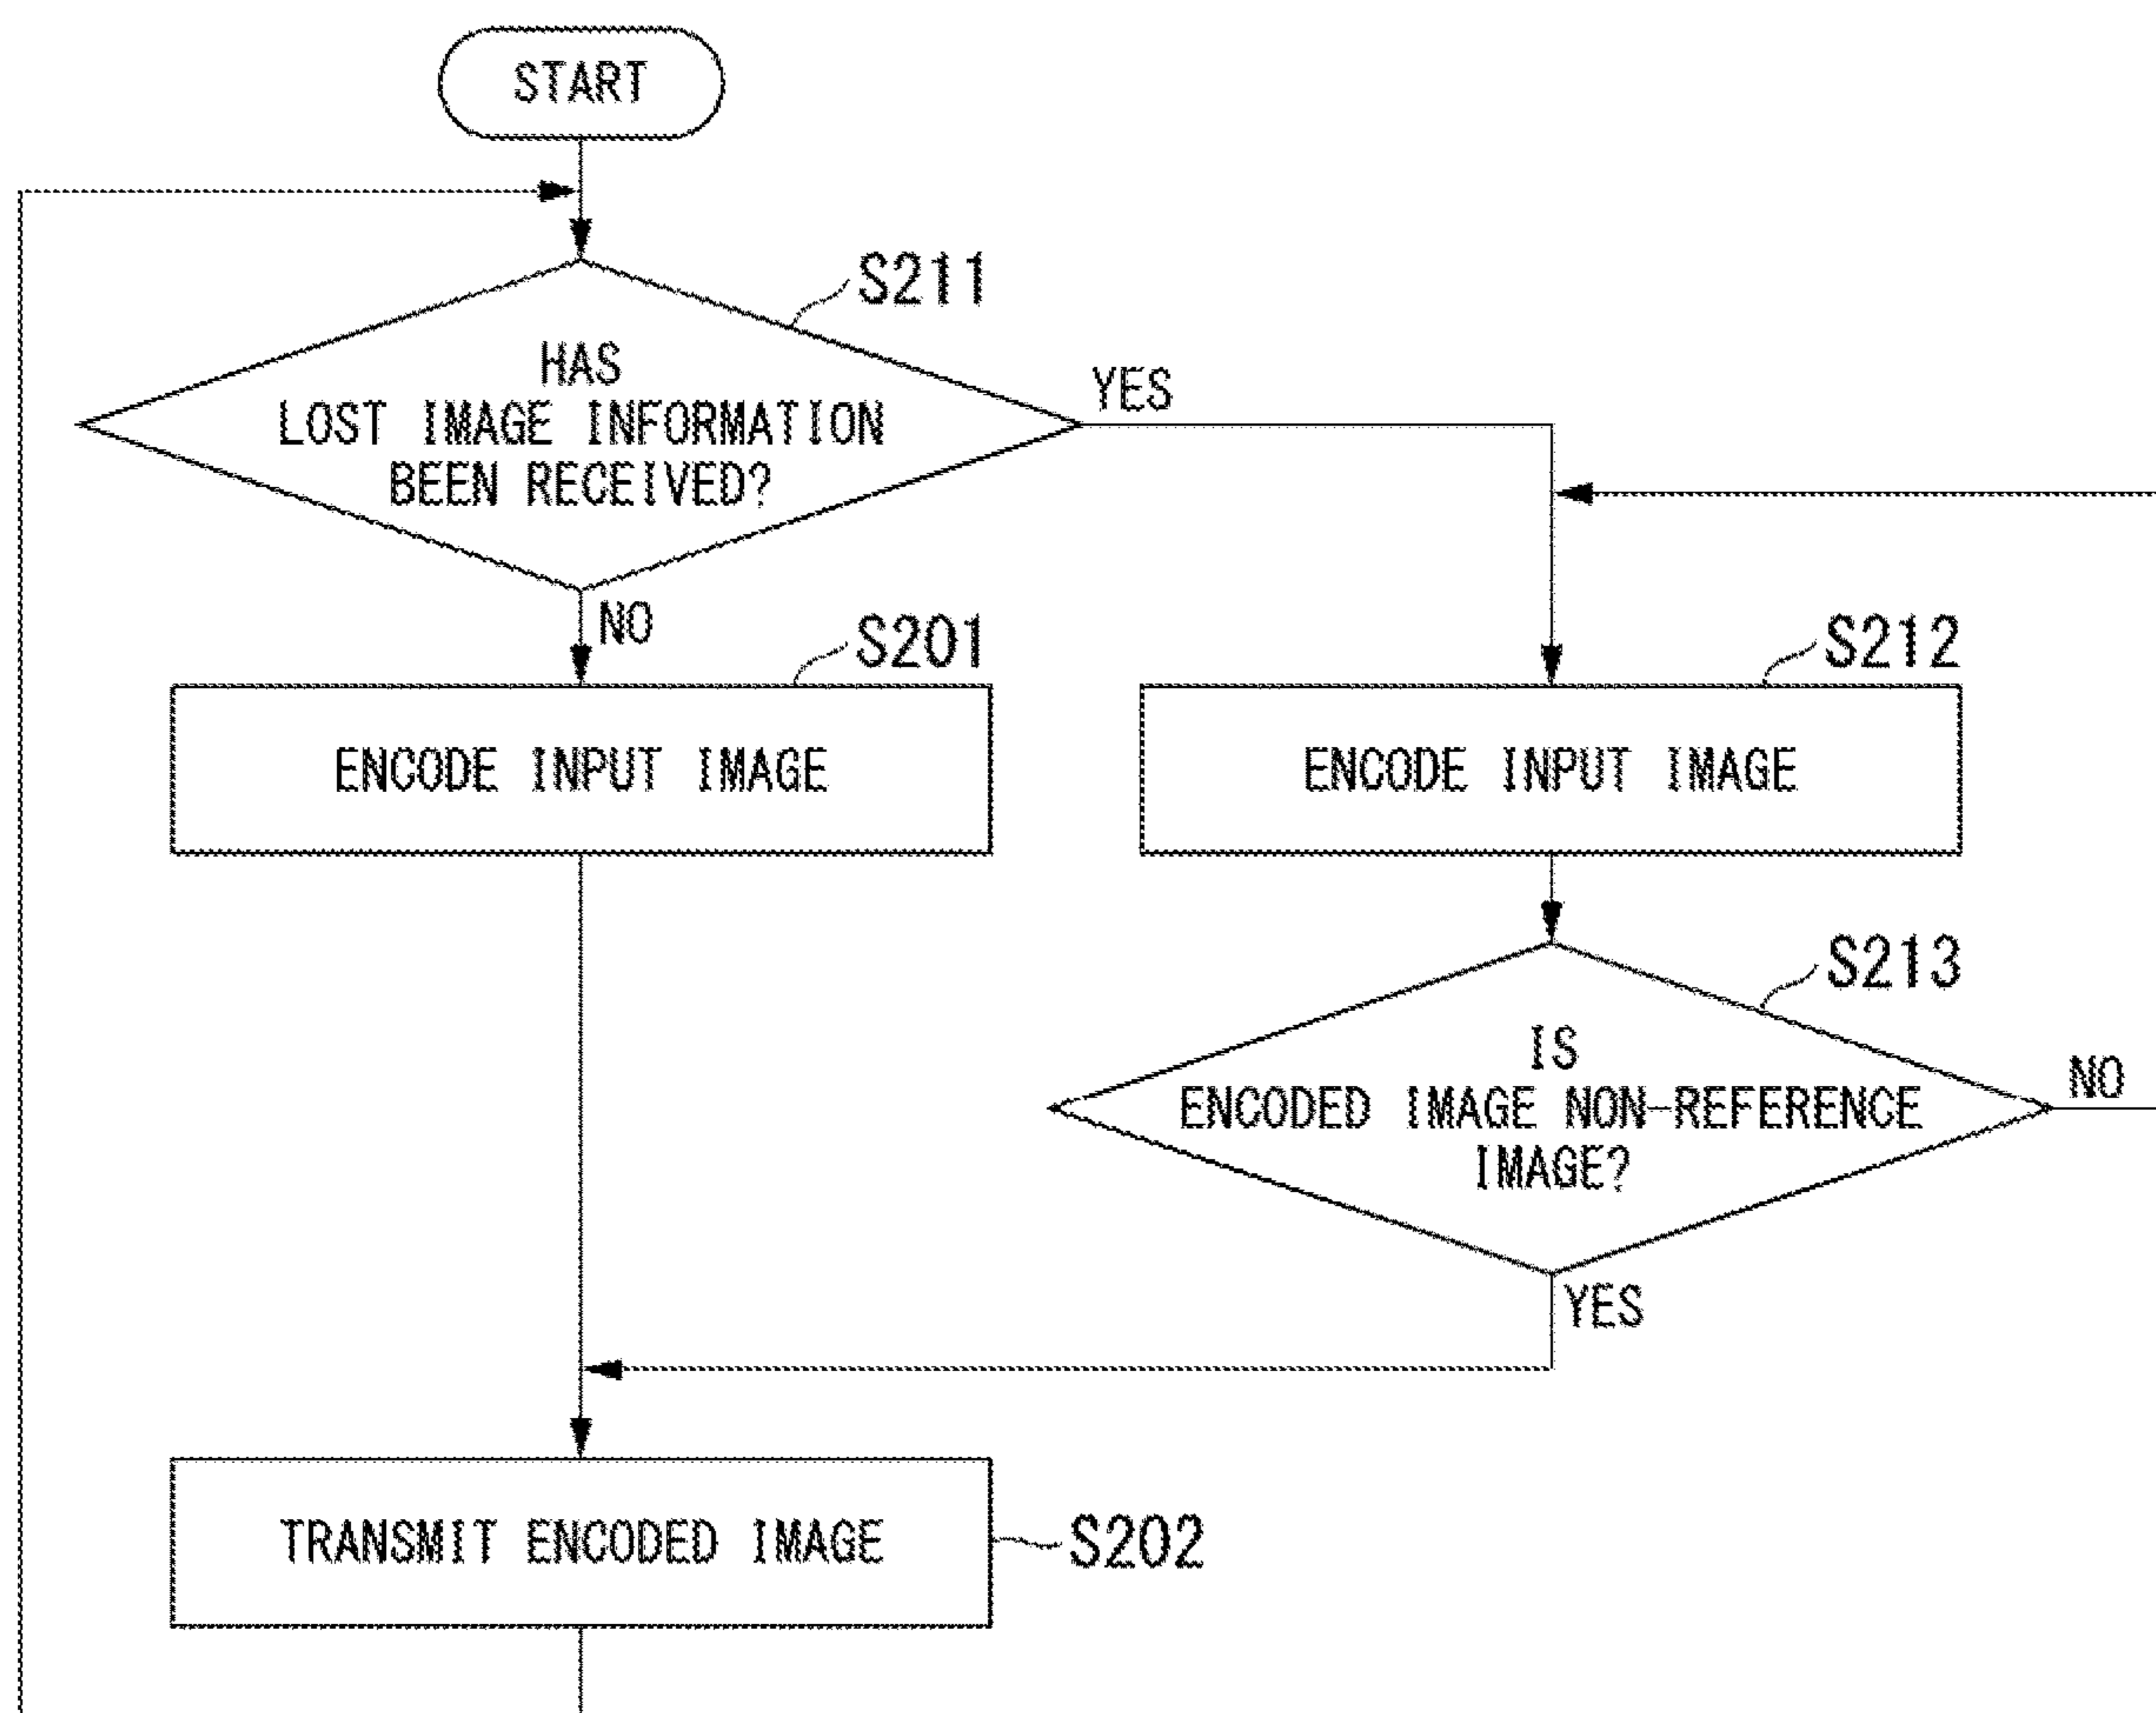 START
S211
HAS
LOST IMAGE INFORMATION
BEEN RECEIVED?
YES
NO
S201
ENCODE INPUT IMAGE
S212
ENCODE INPUT IMAGE
S213
IS
ENCODED IMAGE NON-REFERENCE
IMAGE?
NO
YES
TRANSMIT ENCODED IMAGE
S202